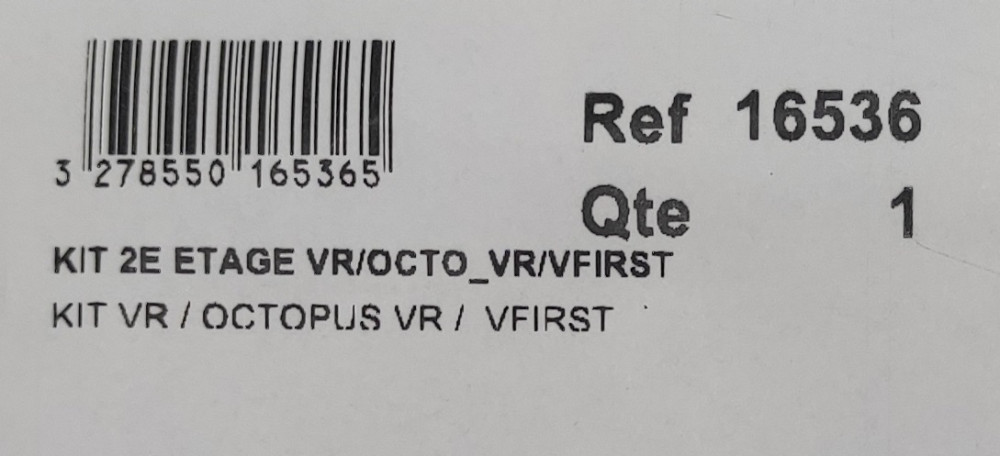 3 278550 165365
Ref 16536
Qte 1
KIT 2E ETAGE VR/OCTO_VR/VFIRST
KIT VR / OCTOPUS VR / VFIRST